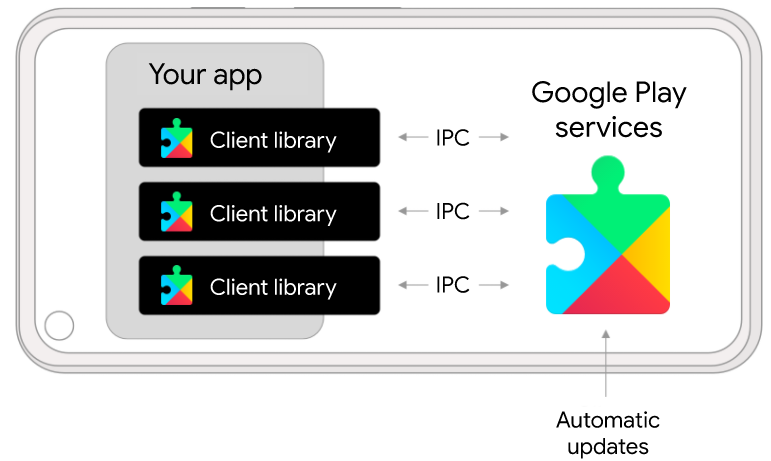 Your app
Google Play
services
Client library
IPC
Client library
IPC
Client library
IPC
Automatic
updates